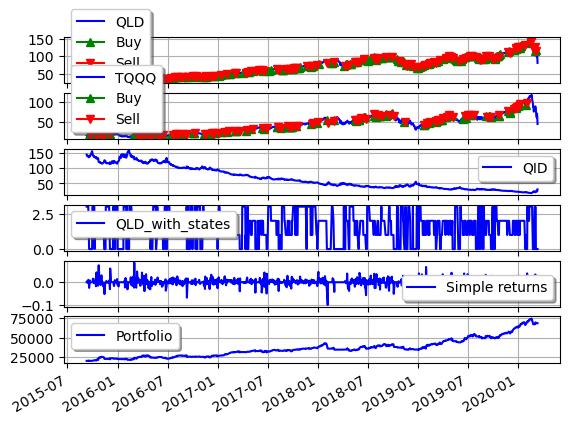 QLD
Buy
Sell
150
100
50
TQQQ
Buy
Sell
100
50
150
100
50
QID
2.5
0.0
QLD_with_states
0.0
−0.1
Simple returns
75000
50000
25000
Portfolio
2015-07
2016-01
2016-07
2017-01
2017-07
2018-01
2018-07
2019-01
2019-07
2020-01